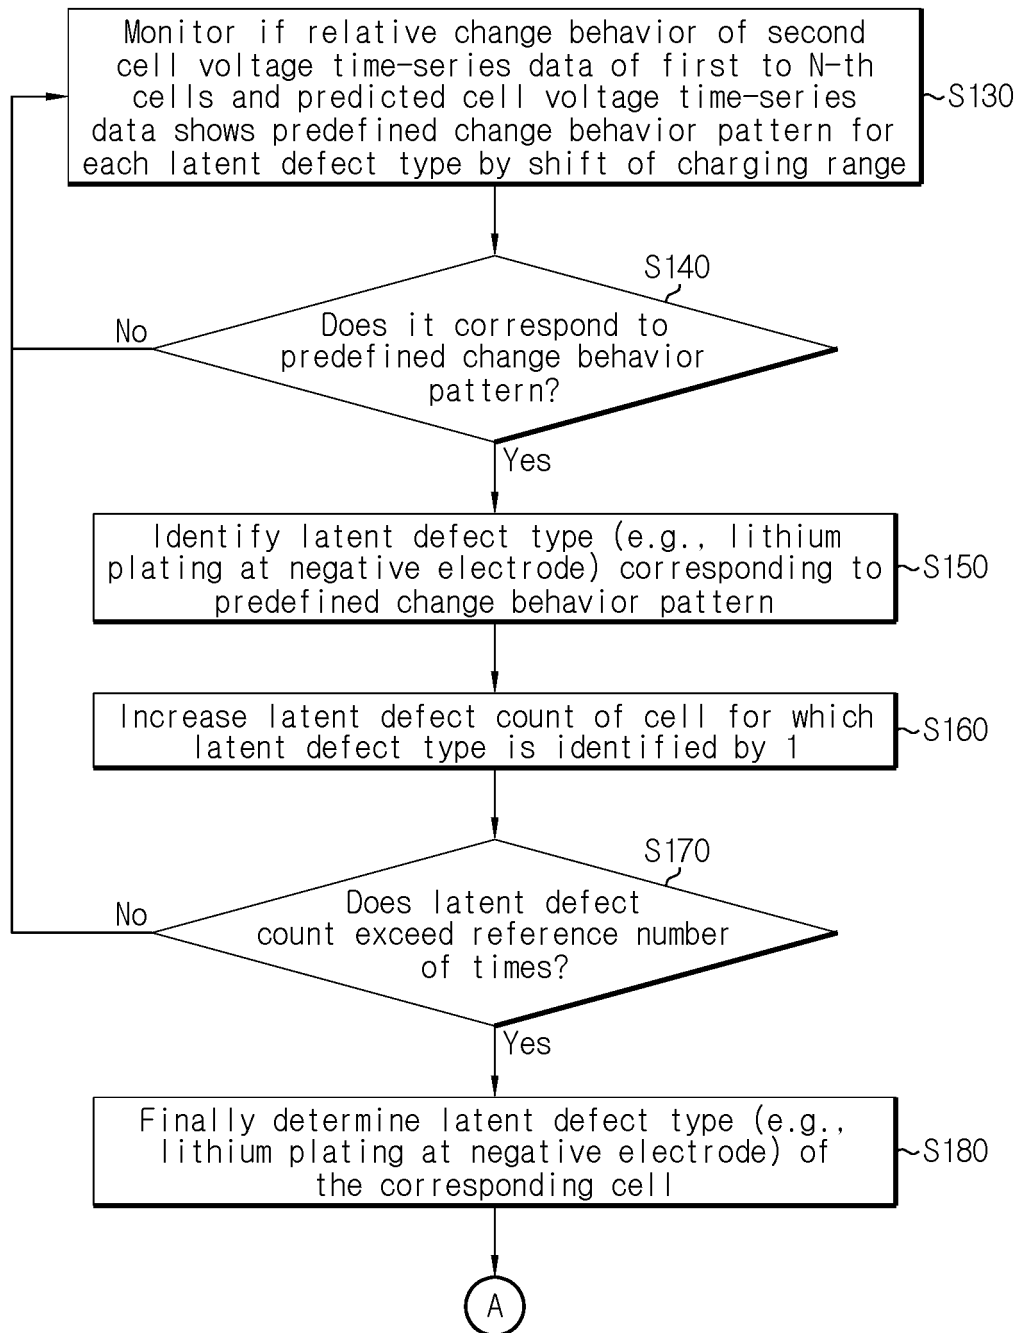 Monitor if relative change behavior of second
cell voltage time-series data of first to N-th
cells and predicted cell voltage time-series
data shows predefined change behavior pattern for
each latent defect type by shift of charging range
S130
S140
Does it correspond to
predefined change behavior
pattern?
No
Yes
Identify latent defect type (e.g., lithium
plating at negative electrode) corresponding to
predefined change behavior pattern
S150
Increase latent defect count of cell for which
latent defect type is identified by 1
S160
S170
Does latent defect
count exceed reference number
of times?
No
Yes
Finally determine latent defect type (e.g.,
lithium plating at negative electrode) of
the corresponding cell
S180
A